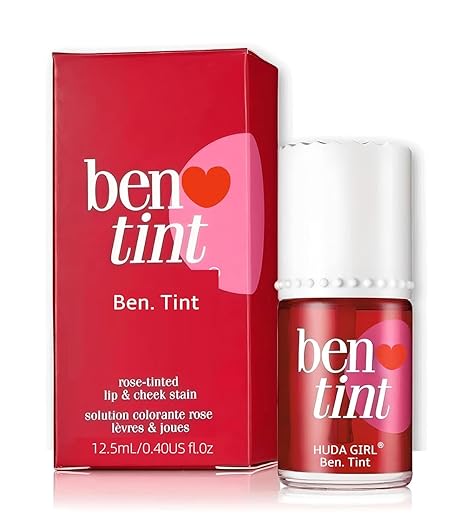 ben
tint
Ben. Tint
rose-tinted
lip & cheek stain
solution colorante rose
lèvres & joues
12.5mL/0.40US fl.0z
ben
tint
HUDA GIRL®
Ben. Tint